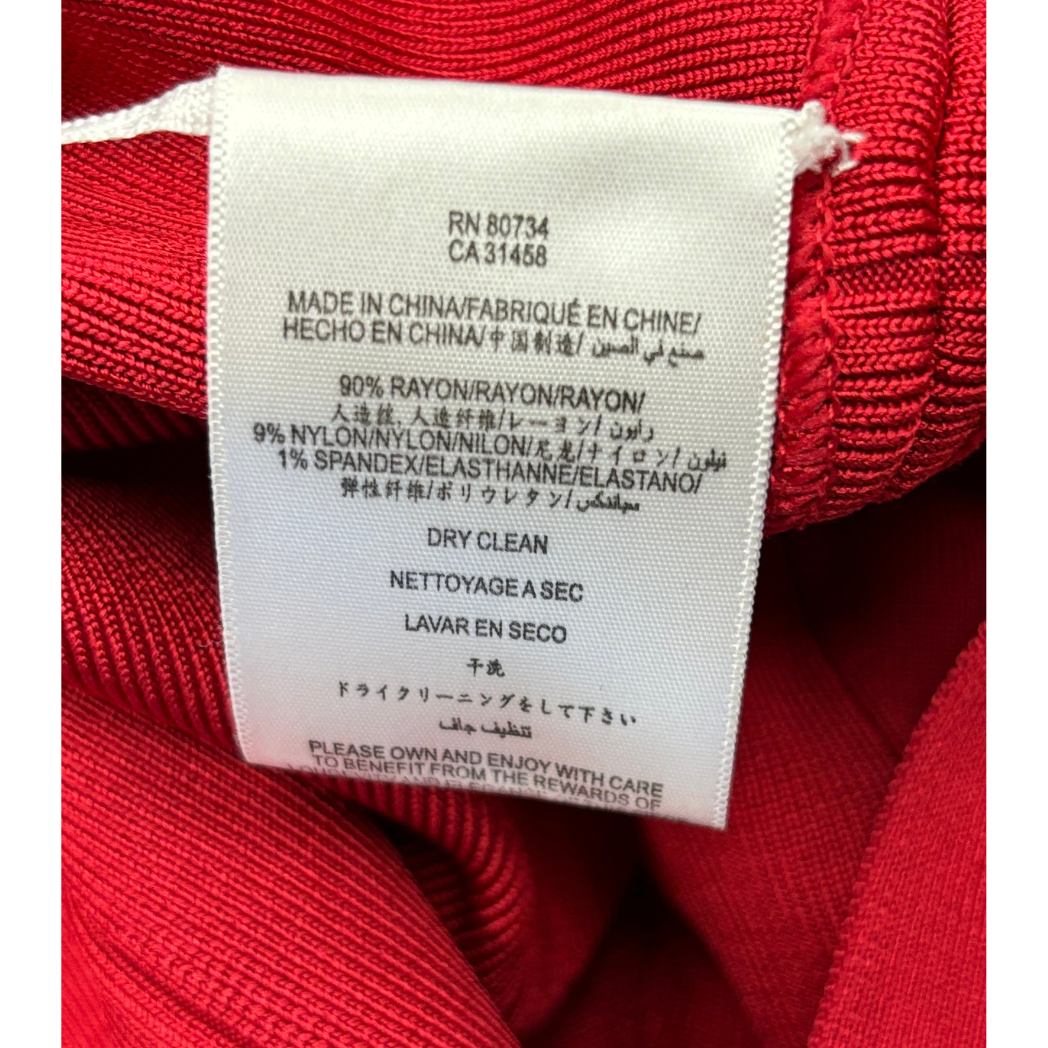 RN 80734
CA 31458
MADE IN CHINA/FABRIQUÉ EN CHINE/
HECHO EN CHINA/中国制造/ صنع في الصين
90% RAYON/RAYON/RAYON/
人造丝, 人造纤维/レーヨン/ رايون
9% NYLON/NYLON/NILON/尼龙/ナイロン/ نيلون
1% SPANDEX/ELASTHANNE/ELASTANO/
弹性纤维/ポリウレタン/ سباندكس
DRY CLEAN
NETTOYAGE A SEC
LAVAR EN SECO
干洗
ドライクリーニングをして下さい
تنظيف جاف
PLEASE OWN AND ENJOY WITH CARE
TO BENEFIT FROM THE REWARDS OF